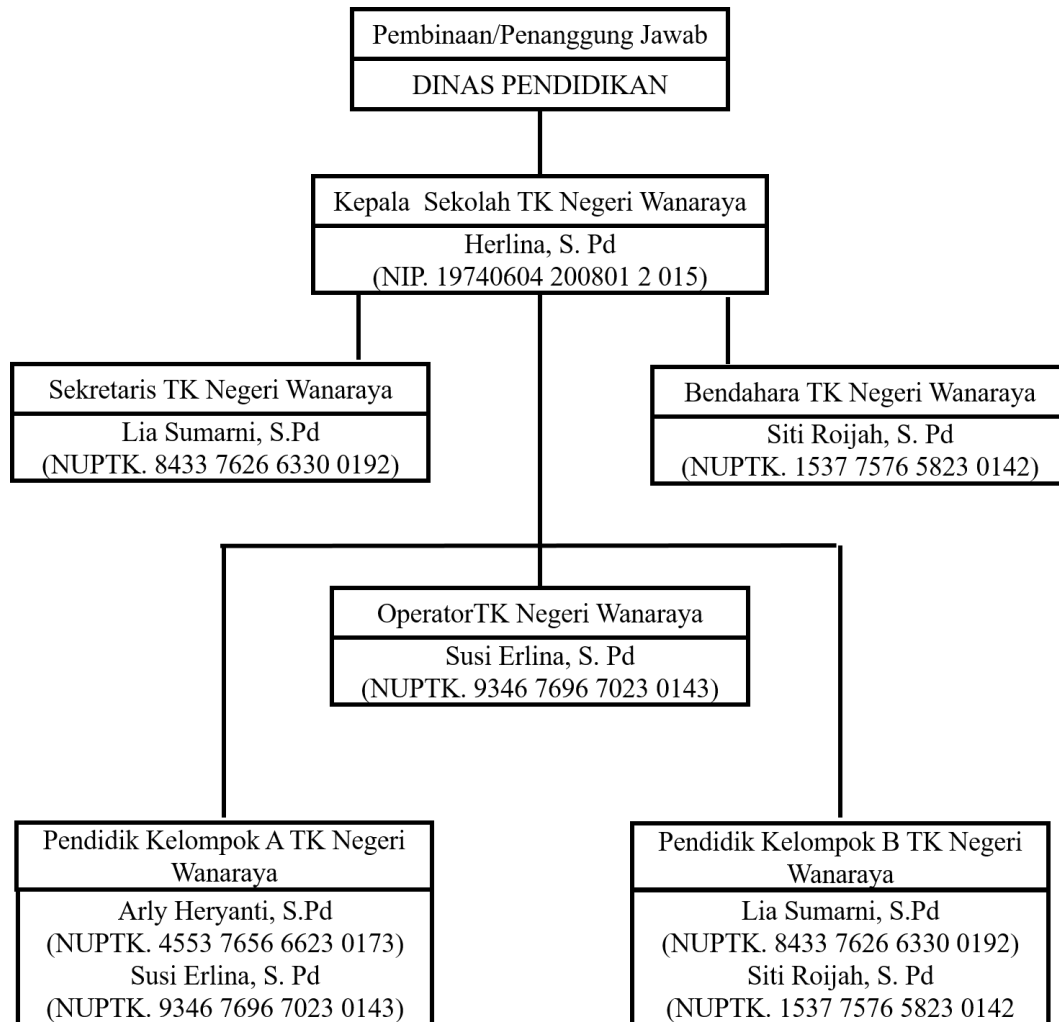 Pembinaan/Penanggung Jawab
DINAS PENDIDIKAN
Kepala  Sekolah TK Negeri Wanaraya
Herlina, S. Pd
(NIP. 19740604 200801 2 015)
Sekretaris TK Negeri Wanaraya
Lia Sumarni, S.Pd
(NUPTK. 8433 7626 6330 0192)
Bendahara TK Negeri Wanaraya
Siti Roijah, S. Pd
(NUPTK. 1537 7576 5823 0142)
OperatorTK Negeri Wanaraya
Susi Erlina, S. Pd
(NUPTK. 9346 7696 7023 0143)
Pendidik Kelompok A TK Negeri
Wanaraya
Arly Heryanti, S.Pd
(NUPTK. 4553 7656 6623 0173)
Susi Erlina, S. Pd
(NUPTK. 9346 7696 7023 0143)
Pendidik Kelompok B TK Negeri
Wanaraya
Lia Sumarni, S.Pd
(NUPTK. 8433 7626 6330 0192)
Siti Roijah, S. Pd
(NUPTK. 1537 7576 5823 0142